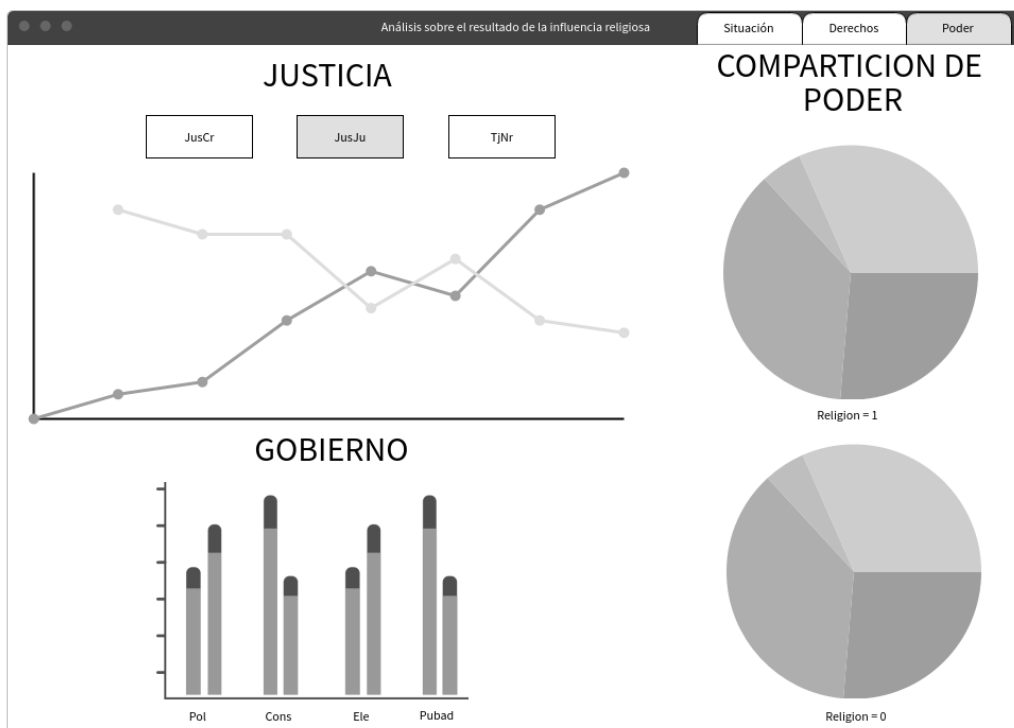 Análisis sobre el resultado de la influencia religiosa
Situación
Derechos
Poder
JUSTICIA
JusCr
JusJu
TjNr
GOBIERNO
Pol
Cons
Ele
Pubad
COMPARTICION DE
PODER
Religion = 1
Religion = 0